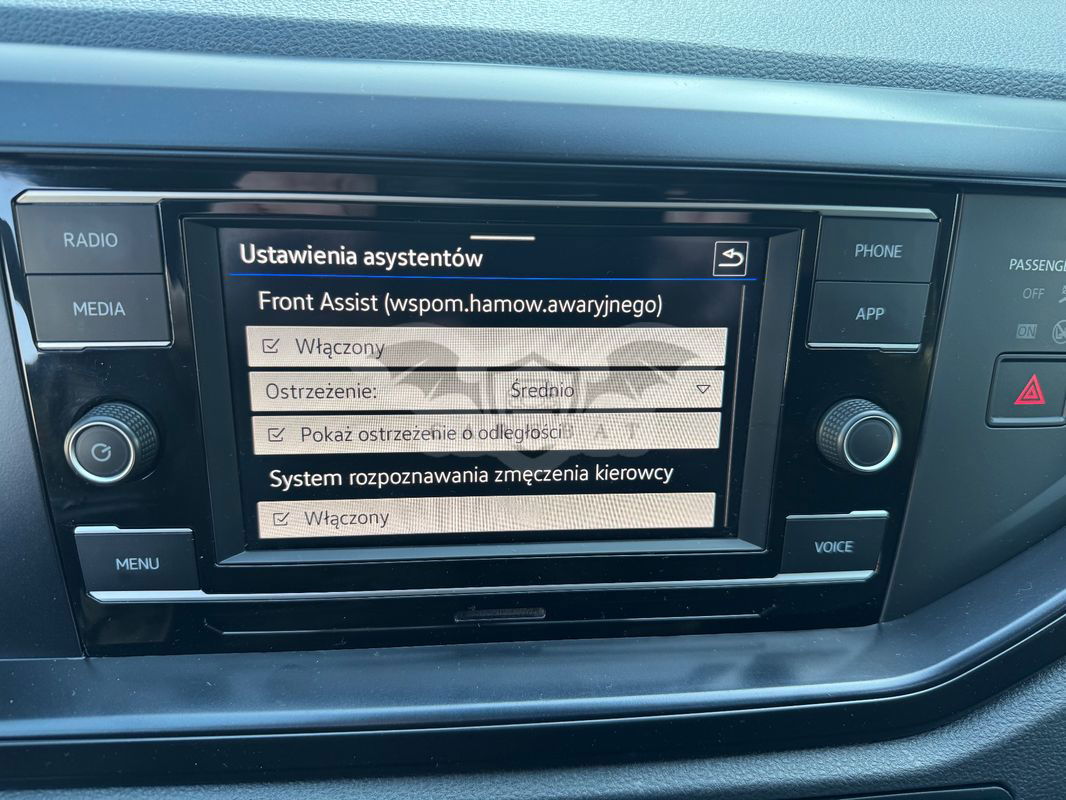 RADIO
MEDIA
MENU
Ustawienia asystentów
Front Assist (wspom.hamow.awaryjnego)
Włączony
Ostrzeżenie: Średnio
Pokaż ostrzeżenie o odległości
System rozpoznawania zmęczenia kierowcy
Włączony
PHONE
APP
VOICE
PASSENGE
OFF
ON